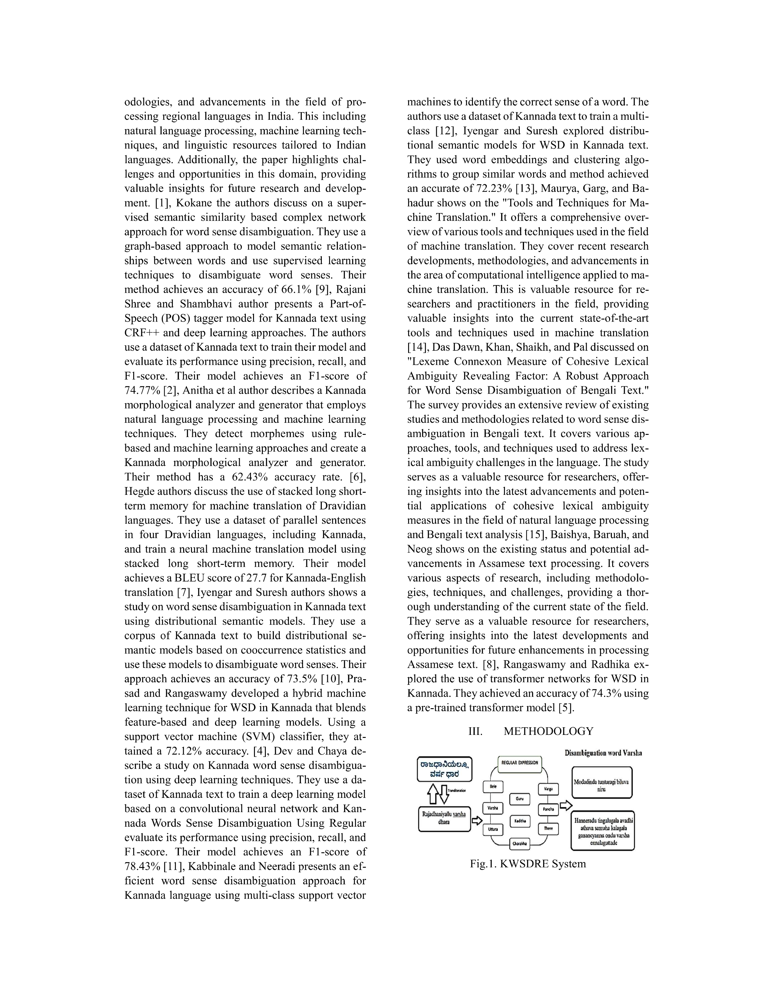 odologies, and advancements in the field of pro-
cessing regional languages in India. This including
natural language processing, machine learning tech-
niques, and linguistic resources tailored to Indian
languages. Additionally, the paper highlights chal-
lenges and opportunities in this domain, providing
valuable insights for future research and develop-
ment. [1], Kokane the authors discuss on a super-
vised semantic similarity based complex network
approach for word sense disambiguation. They use a
graph-based approach to model semantic relation-
ships between words and use supervised learning
techniques to disambiguate word senses. Their
method achieves an accuracy of 66.1% [9], Rajani
Shree and Shambhavi author presents a Part-of-
Speech (POS) tagger model for Kannada text using
CRF++ and deep learning approaches. The authors
use a dataset of Kannada text to train their model and
evaluate its performance using precision, recall, and
F1-score. Their model achieves an F1-score of
74.77% [2], Anitha et al author describes a Kannada
morphological analyzer and generator that employs
natural language processing and machine learning
techniques. They detect morphemes using rule-
based and machine learning approaches and create a
Kannada morphological analyzer and generator.
Their method has a 62.43% accuracy rate. [6],
Hegde authors discuss the use of stacked long short-
term memory for machine translation of Dravidian
languages. They use a dataset of parallel sentences
in four Dravidian languages, including Kannada,
and train a neural machine translation model using
stacked long short-term memory. Their model
achieves a BLEU score of 27.7 for Kannada-English
translation [7], Iyengar and Suresh authors shows a
study on word sense disambiguation in Kannada text
using distributional semantic models. They use a
corpus of Kannada text to build distributional se-
mantic models based on cooccurrence statistics and
use these models to disambiguate word senses. Their
approach achieves an accuracy of 73.5% [10], Pra-
sad and Rangaswamy developed a hybrid machine
learning technique for WSD in Kannada that blends
feature-based and deep learning models. Using a
support vector machine (SVM) classifier, they at-
tained a 72.12% accuracy. [4], Dev and Chaya de-
scribe a study on Kannada word sense disambigua-
tion using deep learning techniques. They use a da-
taset of Kannada text to train a deep learning model
based on a convolutional neural network and Kan-
nada Words Sense Disambiguation Using Regular
evaluate its performance using precision, recall, and
F1-score. Their model achieves an F1-score of
78.43% [11], Kabbinale and Neeradi presents an ef-
ficient word sense disambiguation approach for
Kannada language using multi-class support vector
machines to identify the correct sense of a word. The
authors use a dataset of Kannada text to train a multi-
class [12], Iyengar and Suresh explored distribu-
tional semantic models for WSD in Kannada text.
They used word embeddings and clustering algo-
rithms to group similar words and method achieved
an accurate of 72.23% [13], Maurya, Garg, and Ba-
hadur shows on the "Tools and Techniques for Ma-
chine Translation." It offers a comprehensive over-
view of various tools and techniques used in the field
of machine translation. They cover recent research
developments, methodologies, and advancements in
the area of computational intelligence applied to ma-
chine translation. This is valuable resource for re-
searchers and practitioners in the field, providing
valuable insights into the current state-of-the-art
tools and techniques used in machine translation
[14], Das Dawn, Khan, Shaikh, and Pal discussed on
"Lexeme Connexon Measure of Cohesive Lexical
Ambiguity Revealing Factor: A Robust Approach
for Word Sense Disambiguation of Bengali Text."
The survey provides an extensive review of existing
studies and methodologies related to word sense dis-
ambiguation in Bengali text. It covers various ap-
proaches, tools, and techniques used to address lex-
ical ambiguity challenges in the language. The study
serves as a valuable resource for researchers, offer-
ing insights into the latest advancements and poten-
tial applications of cohesive lexical ambiguity
measures in the field of natural language processing
and Bengali text analysis [15], Baishya, Baruah, and
Neog shows on the existing status and potential ad-
vancements in Assamese text processing. It covers
various aspects of research, including methodolo-
gies, techniques, and challenges, providing a thor-
ough understanding of the current state of the field.
They serve as a valuable resource for researchers,
offering insights into the latest developments and
opportunities for future enhancements in processing
Assamese text. [8], Rangaswamy and Radhika ex-
plored the use of transformer networks for WSD in
Kannada. They achieved an accuracy of 74.3% using
a pre-trained transformer model [5].
III. METHODOLOGY
Disambiguation word Varsha
ರಾಜಧಾನಿಯಲ್ಲೂ
ವರ್ಷ ಧಾರ
Transliteration
Rajadhaniyallu varsha
dhara
REGULAR EXPRESSION
Bele
Varsha
Uttara
Guru
Kaditha
Charakha
Varga
Pancha
There
Modadinda tunturagi biluva
niru
Hanneradu tingalugala avadhi
athava samuha kalagala
gananeyannu ondu varsha
ennalaguttade
Fig.1. KWSDRE System